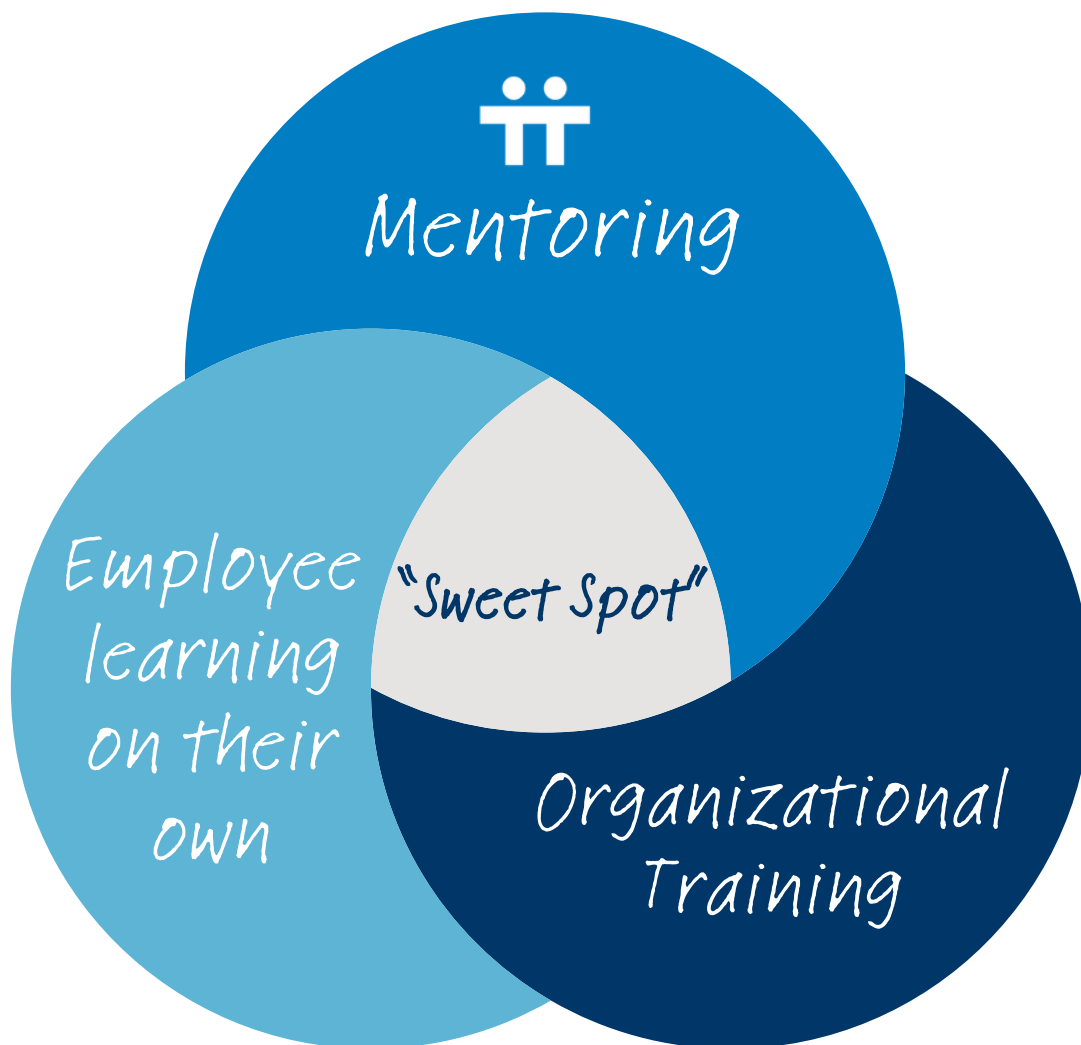 Mentoring
Employee
learning
on their
own
"Sweet Spot"
Organizational
Training